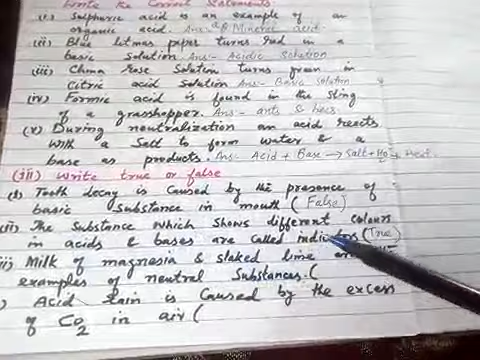 Write the Correct Statements
(i) Sulphuric acid is an example of an
organic acid. Ans- Mineral acid.
(ii) Blue litmus paper turns red in a
basic solution. Ans:- Acidic Solution
(iii) China rose Solution turns green in
Citric acid Solution Ans- Basic Solution
(iv) Formic acid is found in the sting
of a grasshopper. Ans:- ants & bees.
(v) During neutralization an acid reacts
with a Salt to form water & a
base as products. Ans:- Acid + Base → Salt + H2O + Heat.
(iii) Write true or false
(i) Tooth decay is Caused by the presence of
basic Substance in mouth ( False)
(ii) The Substance which shows different colours
in acids & bases are called indicators (True)
iii) Milk of magnesia & slaked lime are
examples of neutral Substances. (
) Acid rain is Caused by the excess
of CO2 in air (